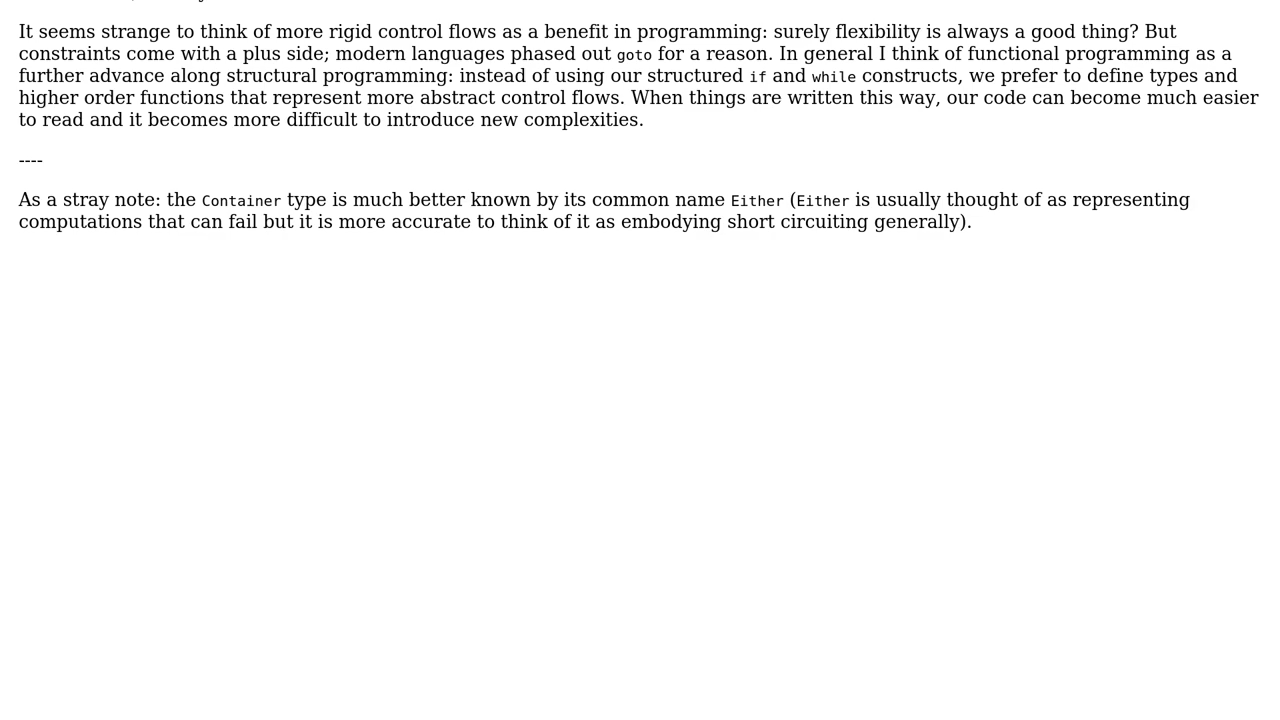 It seems strange to think of more rigid control flows as a benefit in programming: surely flexibility is always a good thing? But
constraints come with a plus side; modern languages phased out goto for a reason. In general I think of functional programming as a
further advance along structural programming: instead of using our structured if and while constructs, we prefer to define types and
higher order functions that represent more abstract control flows. When things are written this way, our code can become much easier
to read and it becomes more difficult to introduce new complexities.
----
As a stray note: the Container type is much better known by its common name Either (Either is usually thought of as representing
computations that can fail but it is more accurate to think of it as embodying short circuiting generally).